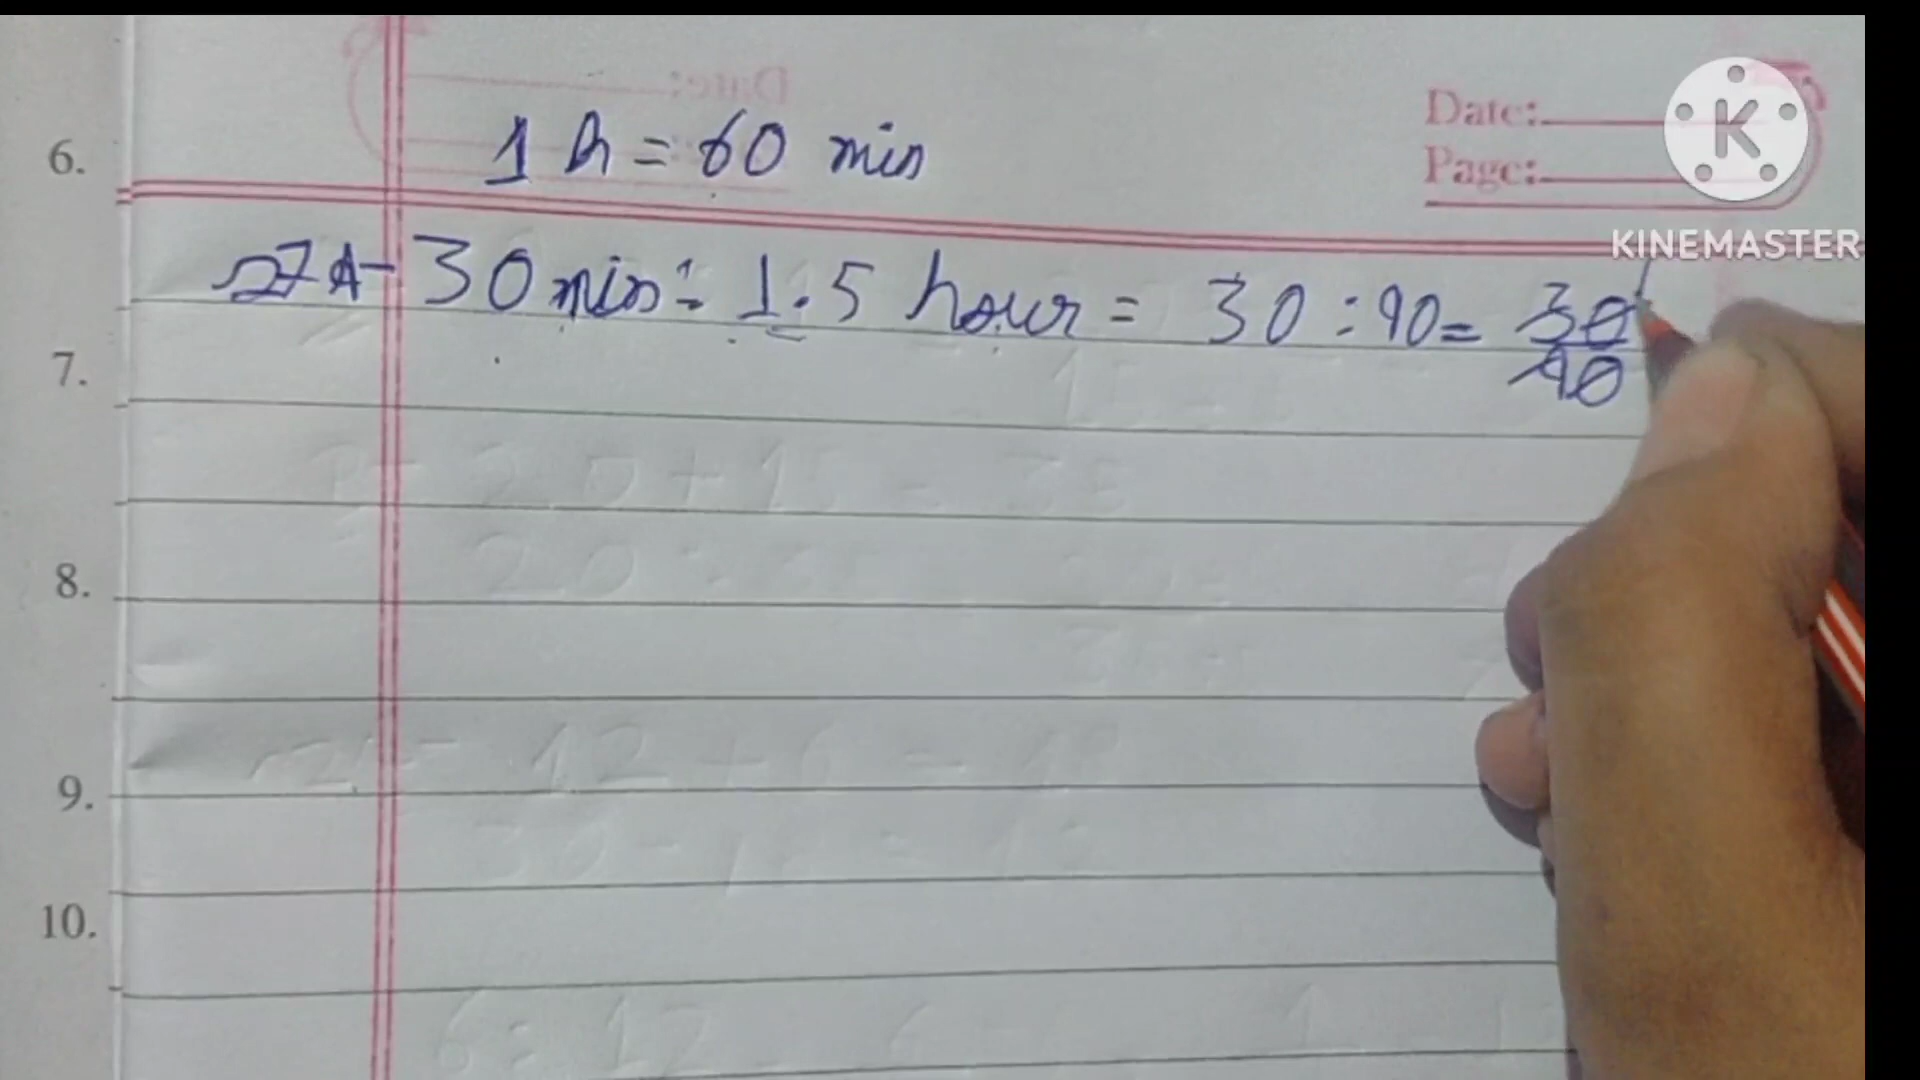 Date:
Page:
KINEMASTER
6.
1 h = 60 min
27A- 30 min : 1.5 hour = 30 : 90 = 30/90
7.
8.
9.
10.